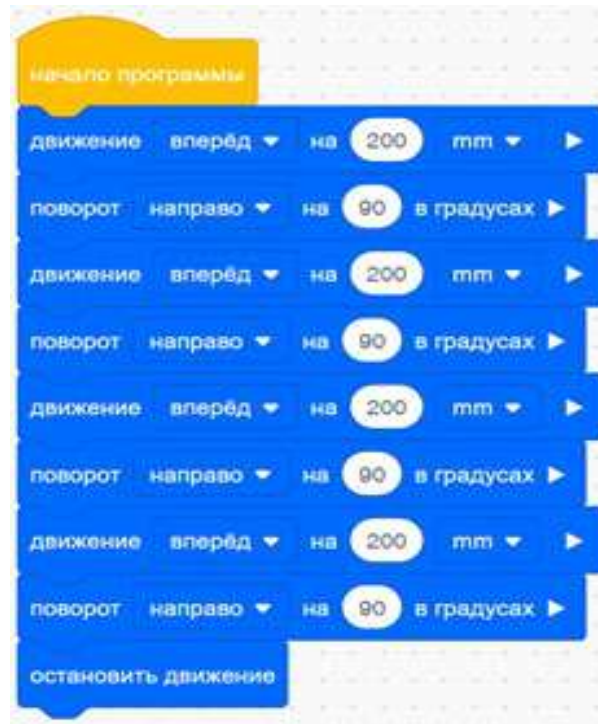 начало программы
движение вперёд на 200 mm
поворот направо на 90 в градусах
движение вперёд на 200 mm
поворот направо на 90 в градусах
движение вперёд на 200 mm
поворот направо на 90 в градусах
движение вперёд на 200 mm
поворот направо на 90 в градусах
остановить движение